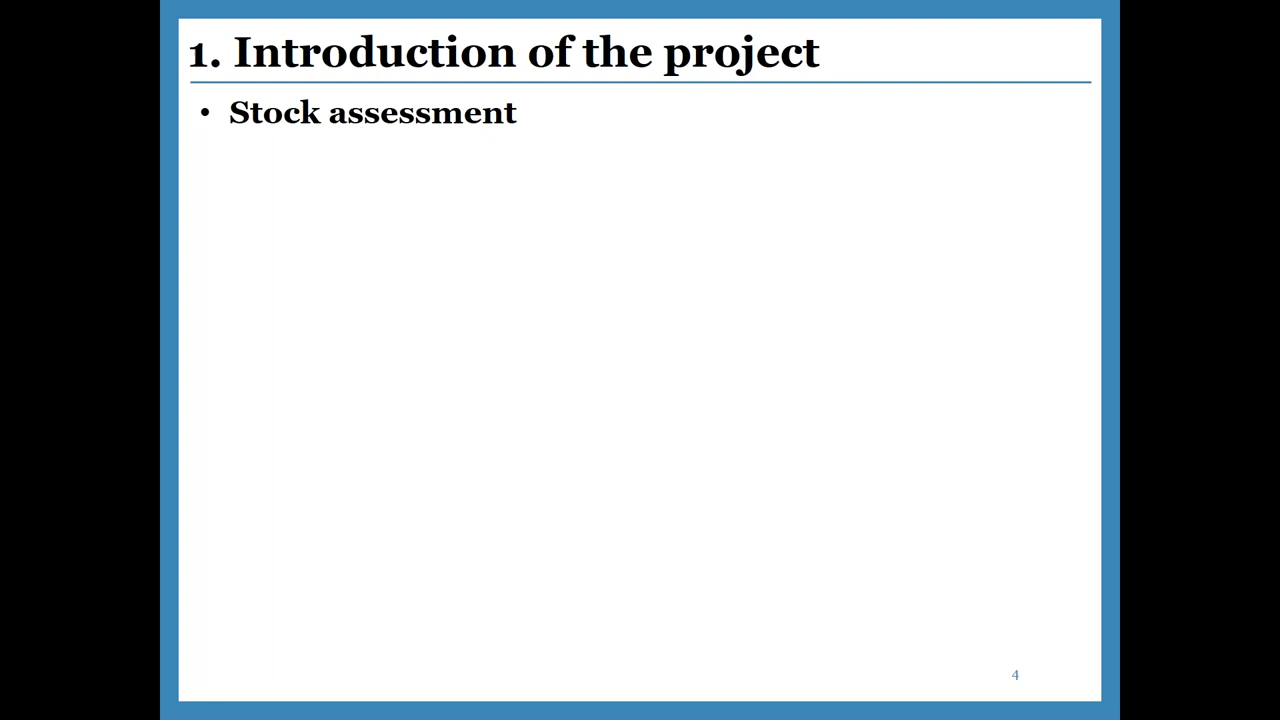 1. Introduction of the project
• Stock assessment
4